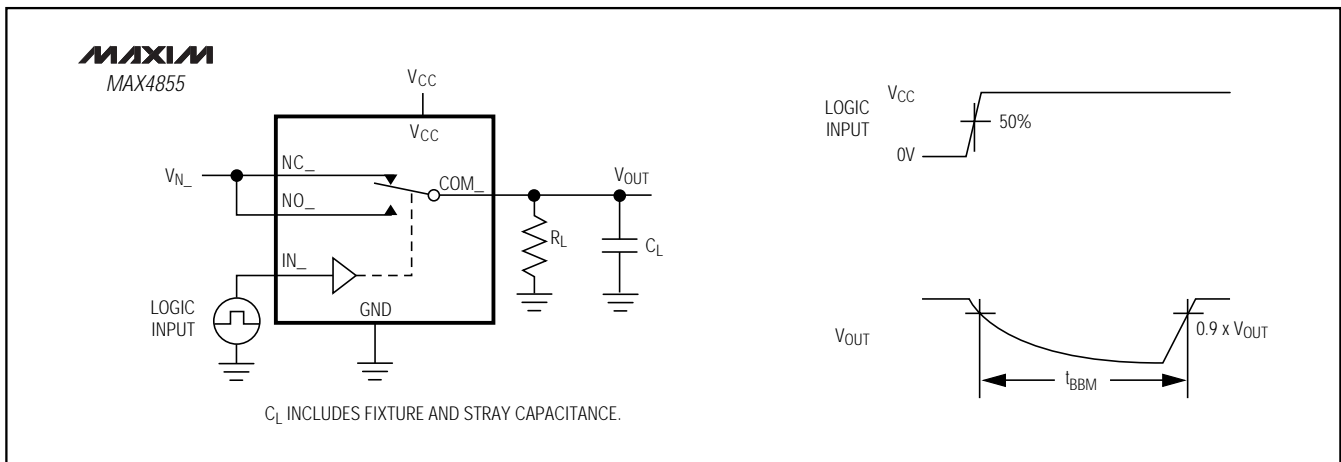 MAXIM
MAX4855
VCC
VCC
VN_
NC_
NO_
COM_
VOUT
RL
CL
IN_
LOGIC
INPUT
GND
CL INCLUDES FIXTURE AND STRAY CAPACITANCE.
LOGIC
INPUT
VCC
50%
0V
VOUT
0.9 x VOUT
tBBM